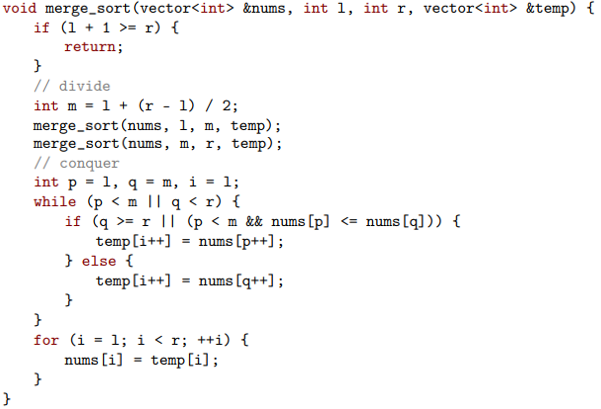 void merge_sort(vector<int> &nums, int l, int r, vector<int> &temp) {
    if (l + 1 >= r) {
        return;
    }
    // divide
    int m = l + (r - l) / 2;
    merge_sort(nums, l, m, temp);
    merge_sort(nums, m, r, temp);
    // conquer
    int p = l, q = m, i = l;
    while (p < m || q < r) {
        if (q >= r || (p < m && nums[p] <= nums[q])) {
            temp[i++] = nums[p++];
        } else {
            temp[i++] = nums[q++];
        }
    }
    for (i = l; i < r; ++i) {
        nums[i] = temp[i];
    }
}